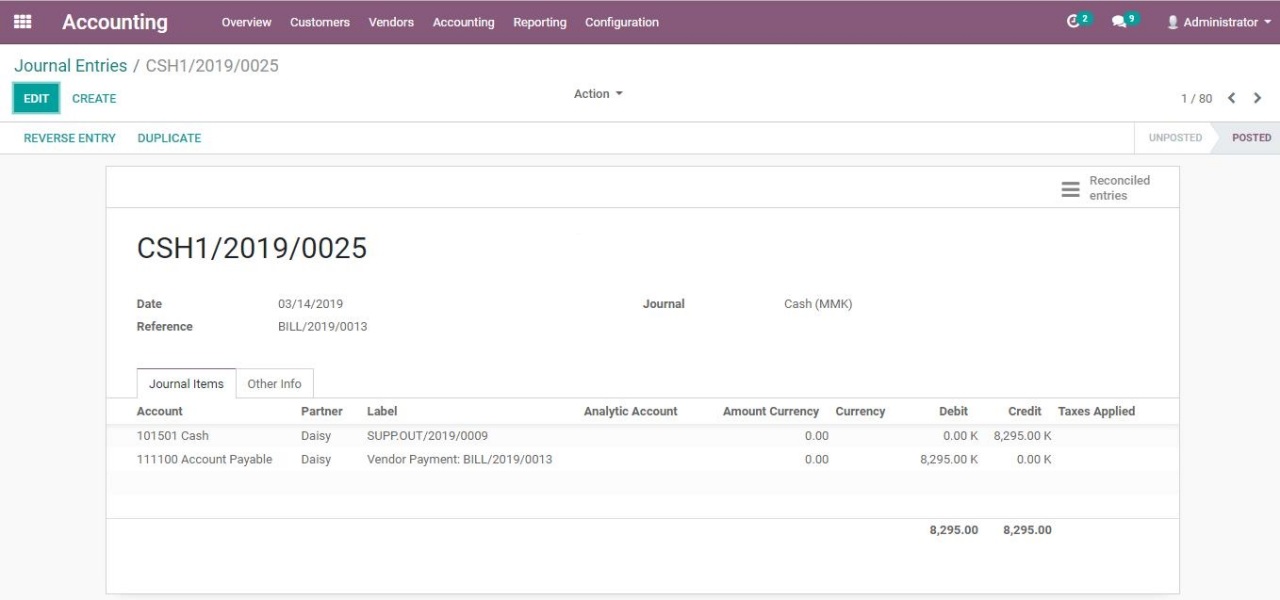 Accounting Overview Customers Vendors Accounting Reporting Configuration 2 9 Administrator
Journal Entries / CSH1/2019/0025
EDIT CREATE Action 1 / 80
REVERSE ENTRY DUPLICATE UNPOSTED POSTED
Reconciled
entries
CSH1/2019/0025
Date 03/14/2019 Journal Cash (MMK)
Reference BILL/2019/0013
Journal Items Other Info
Account Partner Label Analytic Account Amount Currency Currency Debit Credit Taxes Applied
101501 Cash Daisy SUPP.OUT/2019/0009 0.00 0.00 K 8,295.00 K
111100 Account Payable Daisy Vendor Payment: BILL/2019/0013 0.00 8,295.00 K 0.00 K
8,295.00 8,295.00